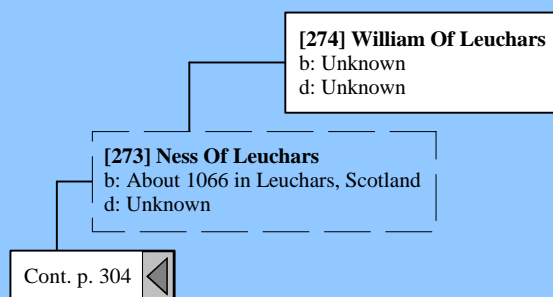 [274] William Of Leuchars
b: Unknown
d: Unknown
[273] Ness Of Leuchars
b: About 1066 in Leuchars, Scotland
d: Unknown
Cont. p. 304